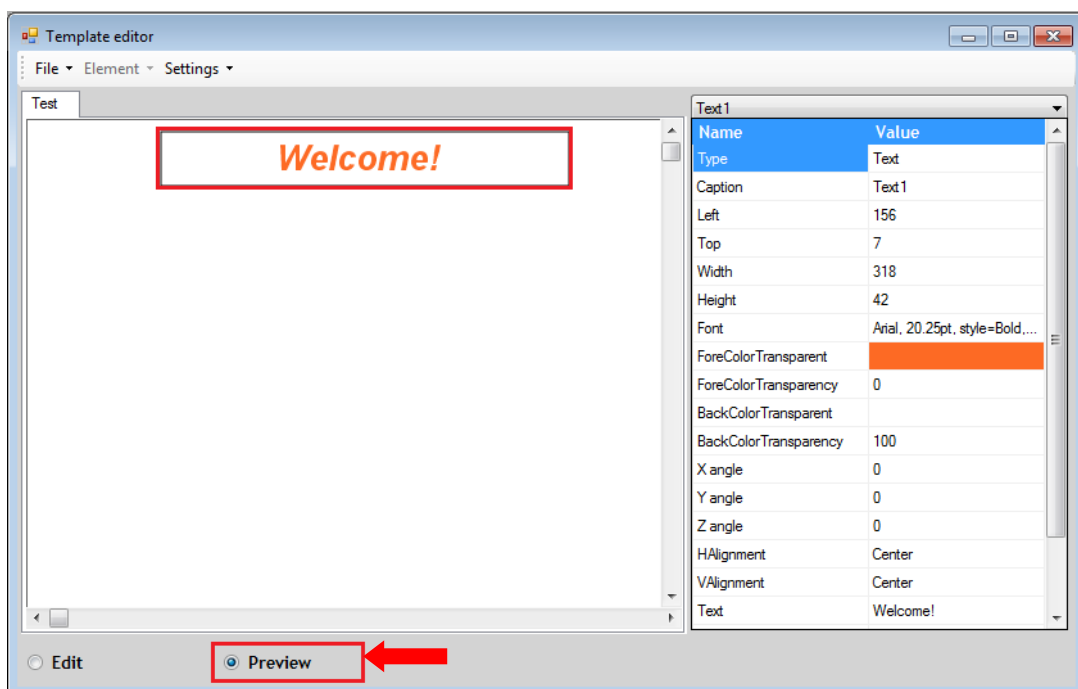 Template editor
File Element Settings
Test
Welcome!
Text1
Name Value
Type Text
Caption Text1
Left 156
Top 7
Width 318
Height 42
Font Arial, 20.25pt, style=Bold,...
ForeColorTransparent
ForeColorTransparency 0
BackColorTransparent
BackColorTransparency 100
X angle 0
Y angle 0
Z angle 0
HAlignment Center
VAlignment Center
Text Welcome!
Edit Preview